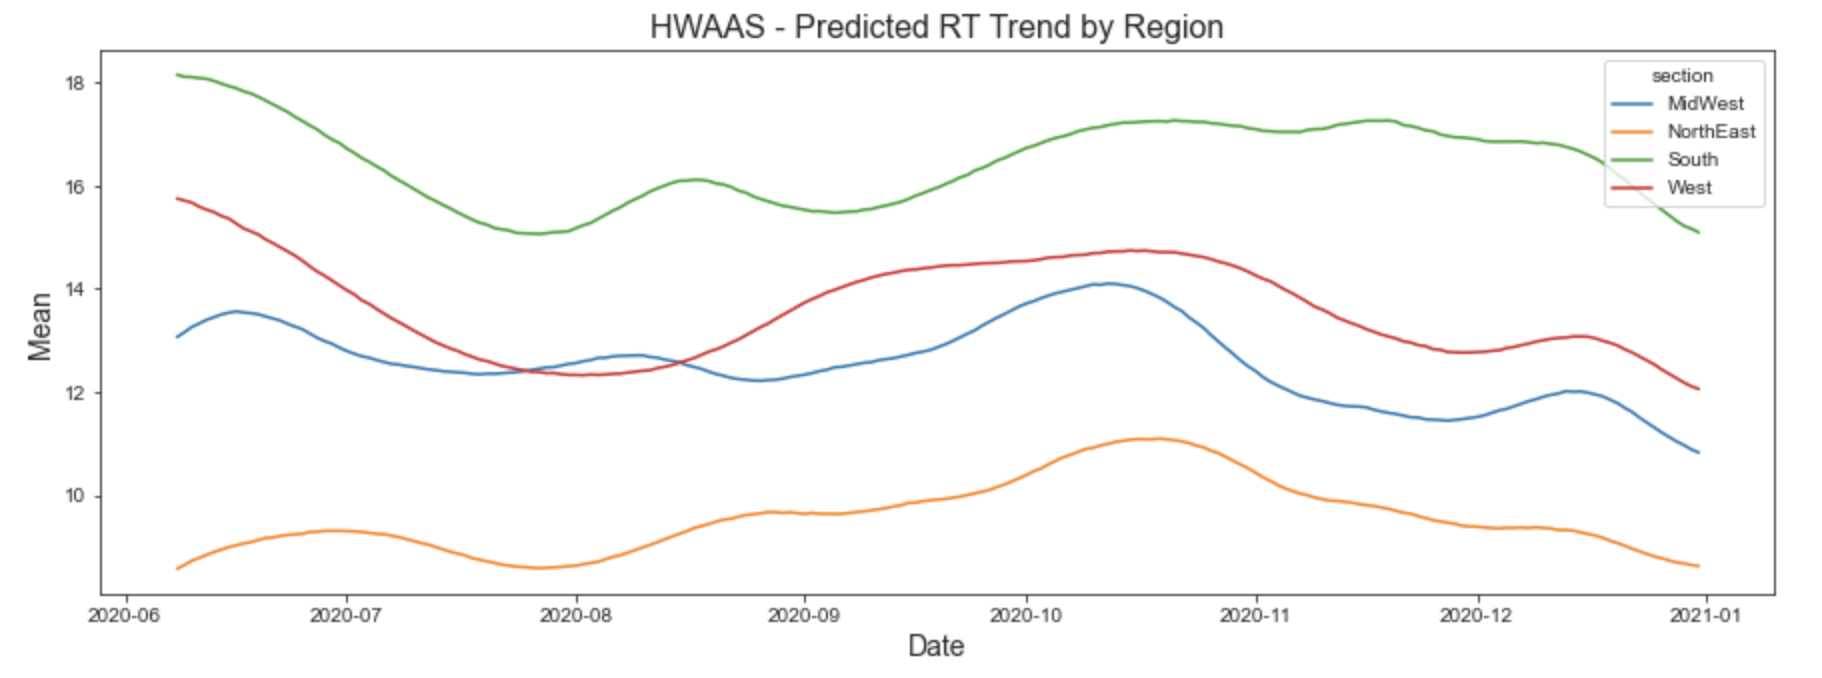 HWAAS - Predicted RT Trend by Region
section
MidWest
NorthEast
South
West
18
16
14
12
10
Mean
2020-06 2020-07 2020-08 2020-09 2020-10 2020-11 2020-12 2021-01
Date